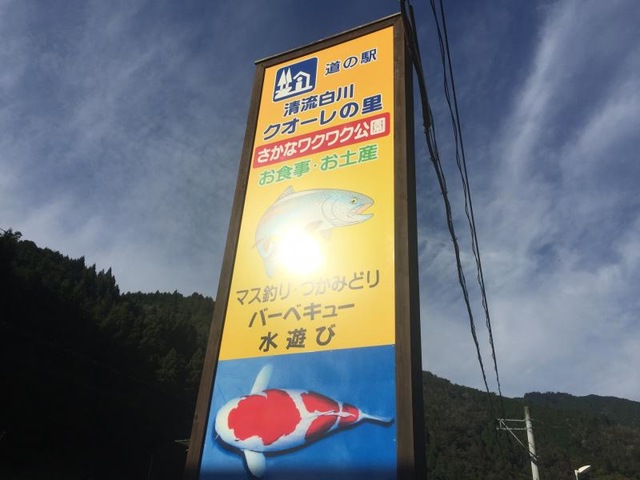 道の駅
清流白川
クオーレの里
さかなワクワク公園
お食事・お土産
マス釣り・つかみどり
バーベキュー
水遊び